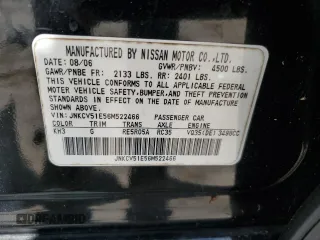 MANUFACTURED BY NISSAN MOTOR CO.,LTD.
DATE 08/06 GVWR/PNBV: 4500 LBS.
GAWR/PNBE FR: 2133 LBS. RR: 2401 LBS.
THIS VEHICLE CONFORMS TO ALL APPLICABLE FEDERAL
MOTOR VEHICLE SAFETY, BUMPER, AND THEFT PREVENTION
STANDARDS IN EFFECT ON THE DATE OF MANUFACTURE
SHOWN ABOVE.
VIN: JNKCV51E56M522466 PASSENGER CAR
COLOR TRIM TRANS AXLE ENGINE
KH3 G RE5R05A RC35 VQ35(DE) 3498CC
JNKCV51E56M522466